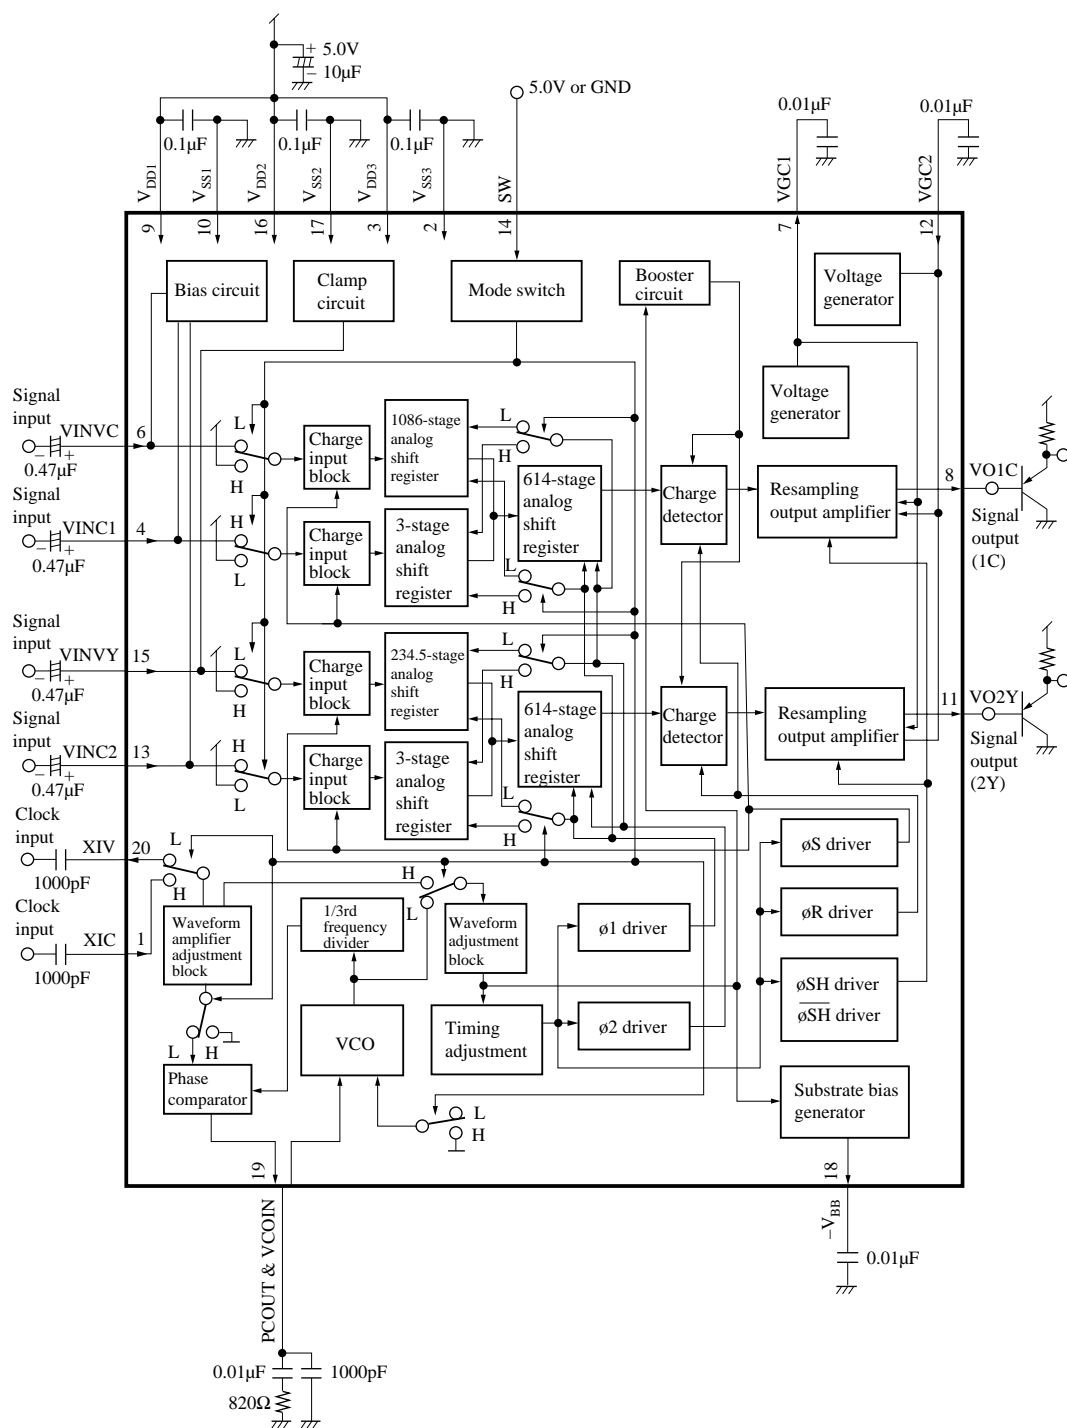 + 5.0V
− 10µF
5.0V or GND
0.01µF
0.01µF
0.1µF
0.1µF
0.1µF
VDD1
VSS1
VDD2
VSS2
VDD3
VSS3
SW
VGC1
VGC2
9
10
16
17
3
2
14
7
12
Bias circuit
Clamp
circuit
Mode switch
Booster
circuit
Voltage
generator
Voltage
generator
Signal
input
VINVC
6
− +
0.47µF
L
H
Charge
input
block
1086-stage
analog
shift
register
L
H
614-stage
analog
shift
register
Charge
detector
Resampling
output amplifier
8
VO1C
Signal
output
(1C)
Signal
input
VINC1
4
− +
0.47µF
H
L
Charge
input
block
3-stage
analog
shift
register
L
H
Signal
input
VINVY
15
− +
0.47µF
L
H
Charge
input
block
234.5-stage
analog
shift
register
L
H
614-stage
analog
shift
register
Charge
detector
Resampling
output amplifier
11
VO2Y
Signal
output
(2Y)
Signal
input
VINC2
13
− +
0.47µF
H
L
Charge
input
block
3-stage
analog
shift
register
L
H
Clock
input
XIV
20
1000pF
L
H
Clock
input
XIC
1
1000pF
Waveform
amplifier
adjustment
block
1/3rd
frequency
divider
H
L
Waveform
adjustment
block
ø1 driver
øS driver
øR driver
øSH driver
øSH driver
L
H
VCO
Timing
adjustment
ø2 driver
Phase
comparator
L
H
Substrate bias
generator
19
18
PCOUT & VCOIN
−VBB
0.01µF
0.01µF
1000pF
820Ω